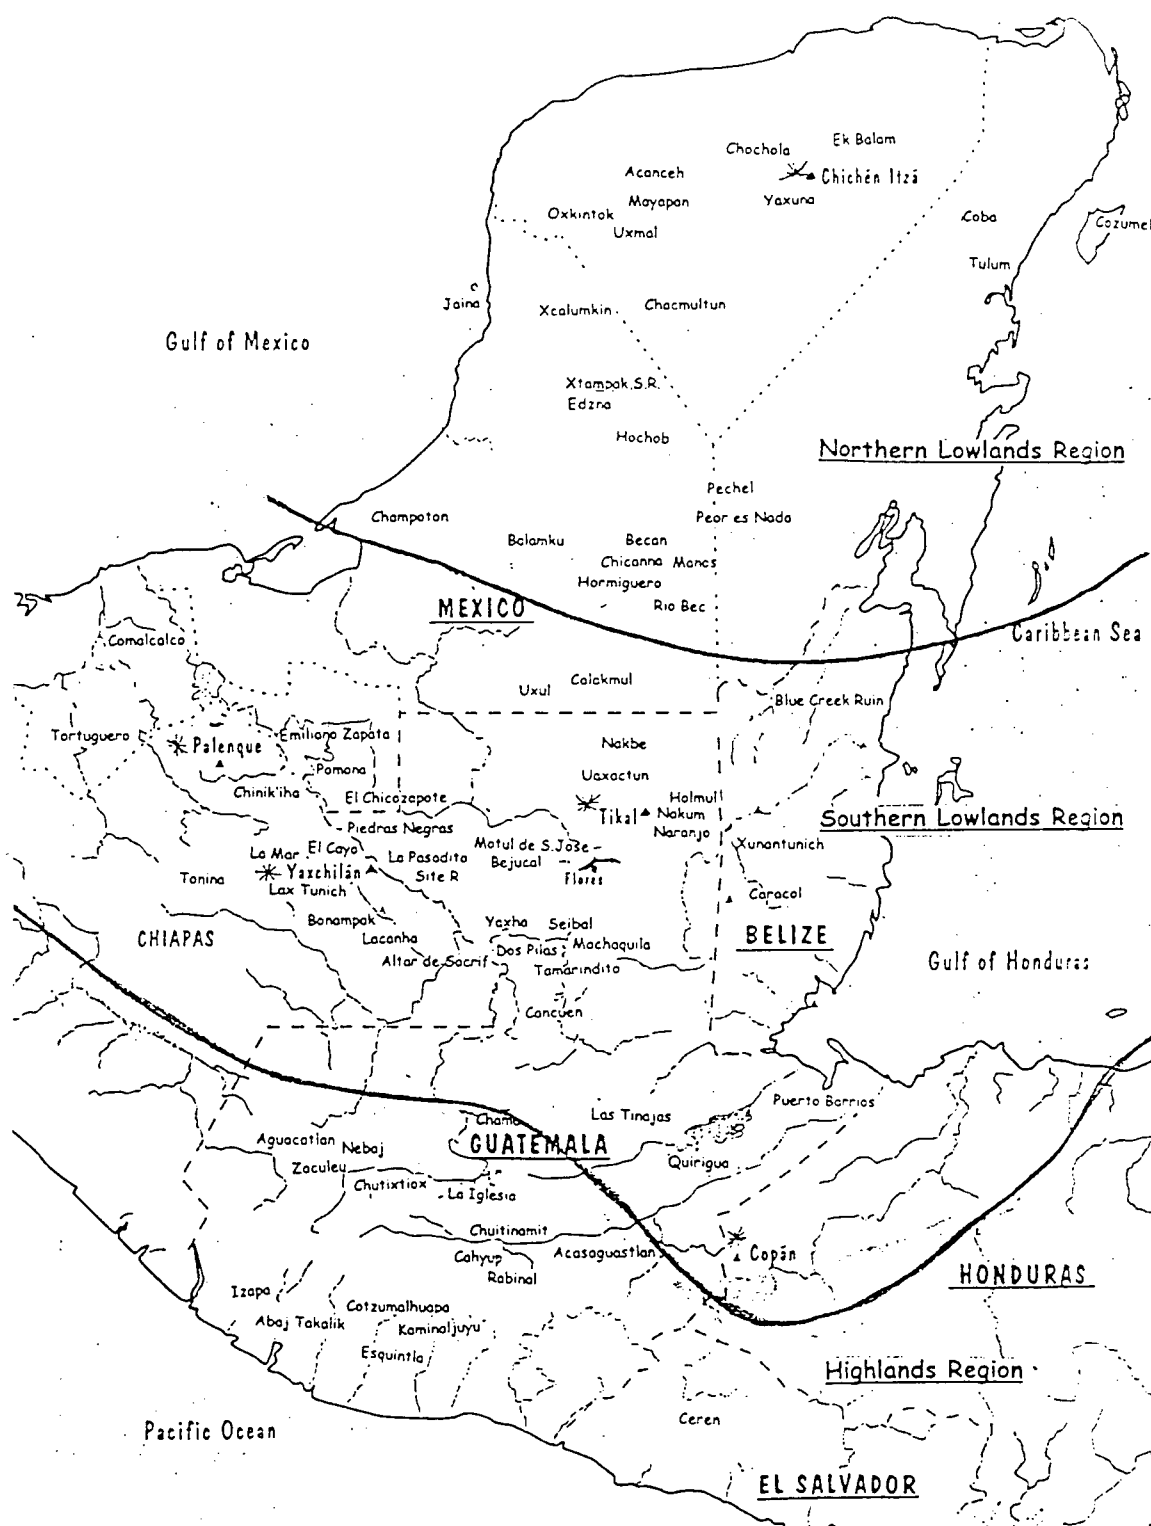 Ek Balam
Chochola
Acanceh
Chichén Itzá
Mayapan
Yaxuna
Oxkintok
Coba
Cozumel
Uxmal
Tulum
Jaina
Xcalumkin
Chacmultun
Gulf of Mexico
Xtampak, S.R.
Edzna
Hochob
Northern Lowlands Region
Pechel
Champoton
Peor es Nada
Balamku
Becan
Chicanna
Hormiguero
MEXICO
Rio Bec
Comalcalco
Caribbean Sea
Calakmul
Uxul
Blue Creek Ruin
Tortuguero
Emiliano Zapata
Palenque
Nakbe
Pomona
Uaxactun
Chinik'iha
El Chicozapote
Holmul
Tikal
Nakum
Southern Lowlands Region
Piedras Negras
Naranjo
Motul de S. Jose
Xunantunich
El Cayo
La Mar
La Pasadita
Bejucal
Yaxchilán
Site R
Flores
Tonina
Lax Tunich
Caracol
Bonampak
Yaxha
Seibal
CHIAPAS
Lacanha
BELIZE
Dos Pilas
Machaquila
Altar de Sacrif
Tamarindito
Gulf of Honduras
Cancuen
Puerto Barrios
Las Tinajas
Chama
Aguacatlan
Nebaj
GUATEMALA
Zaculeu
Quirigua
Chutixtiox
La Iglesia
Chuitinamit
Cahyup
Acasaguastlan
Copán
Rabinal
HONDURAS
Izapa
Cotzumalhuapa
Abaj Takalik
Kaminaljuyu
Esquintla
Highlands Region
Ceren
Pacific Ocean
EL SALVADOR